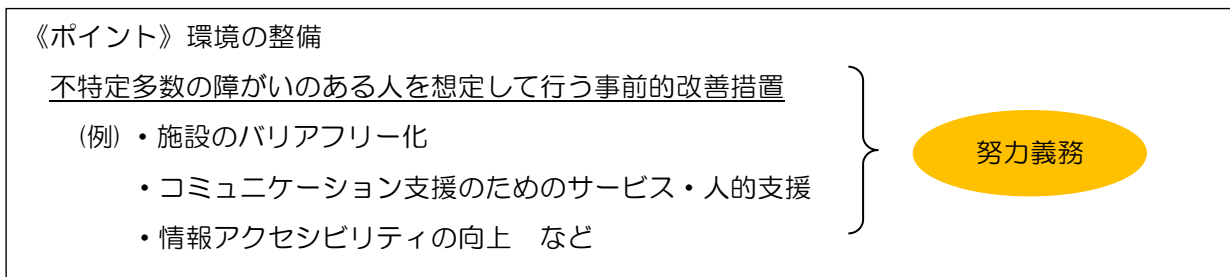 《ポイント》環境の整備
不特定多数の障がいのある人を想定して行う事前的改善措置
(例)・施設のバリアフリー化
・コミュニケーション支援のためのサービス・人的支援
・情報アクセシビリティの向上　など
努力義務